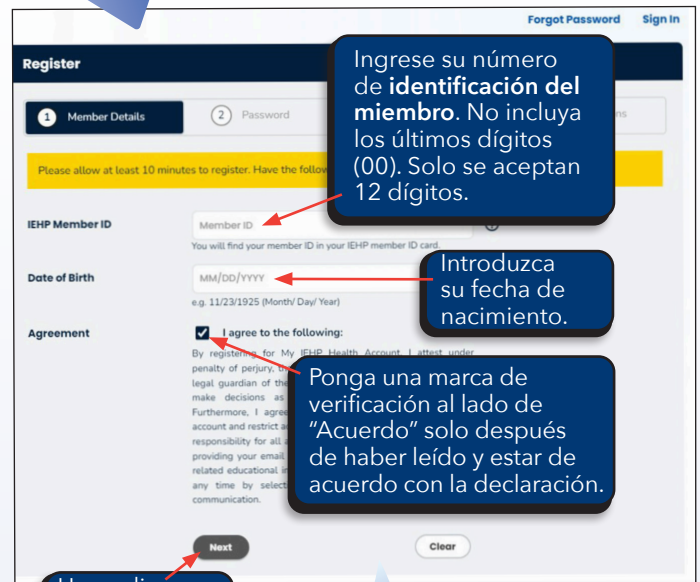 Forgot Password Sign In
Register
Ingrese su número
de identificación del
miembro. No incluya
los últimos dígitos
(00). Solo se aceptan
12 dígitos.
1 Member Details
2 Password
Please allow at least 10 minutes to register. Have the
IEHP Member ID
Member ID
You will find your member ID in your IEHP member ID card.
Date of Birth
MM/DD/YYYY
e.g. 11/23/1925 (Month/ Day/ Year)
Introduzca
su fecha de
nacimiento.
Agreement
I agree to the following:
By registering for My IEHP Health Account, I attest under
penalty of perjury,
legal guardian of the
make decisions as
Furthermore, I agree
account and restrict
responsibility for all
providing your email
related educational
any time by
communication.
Ponga una marca de
verificación al lado de
“Acuerdo” solo después
de haber leído y estar de
acuerdo con la declaración.
Next
Clear